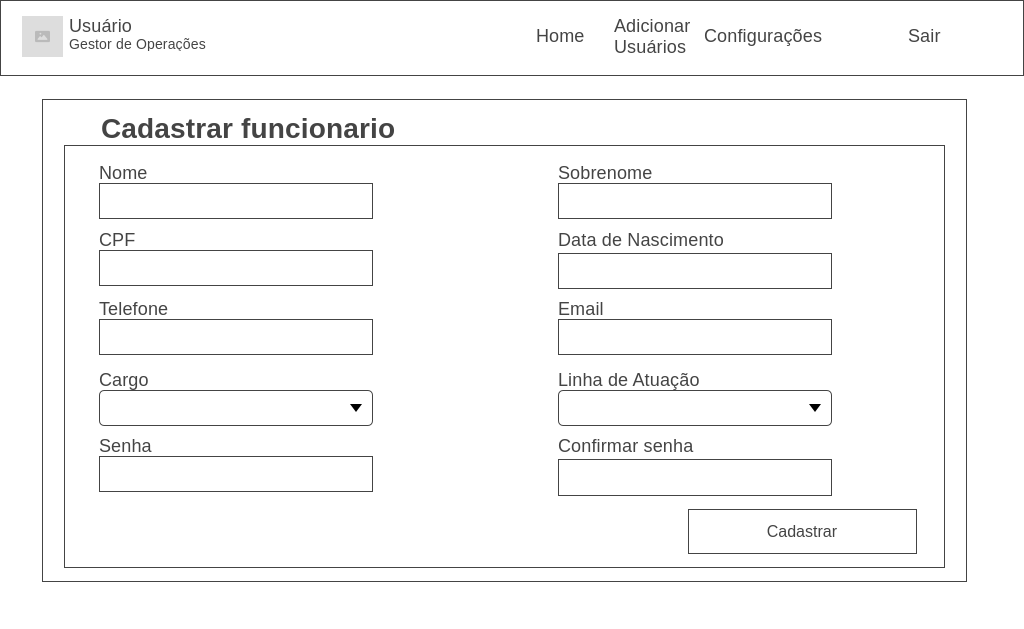 Usuário
Gestor de Operações
Home
Adicionar
Usuários
Configurações
Sair
Cadastrar funcionario
Nome
Sobrenome
CPF
Data de Nascimento
Telefone
Email
Cargo
Linha de Atuação
Senha
Confirmar senha
Cadastrar